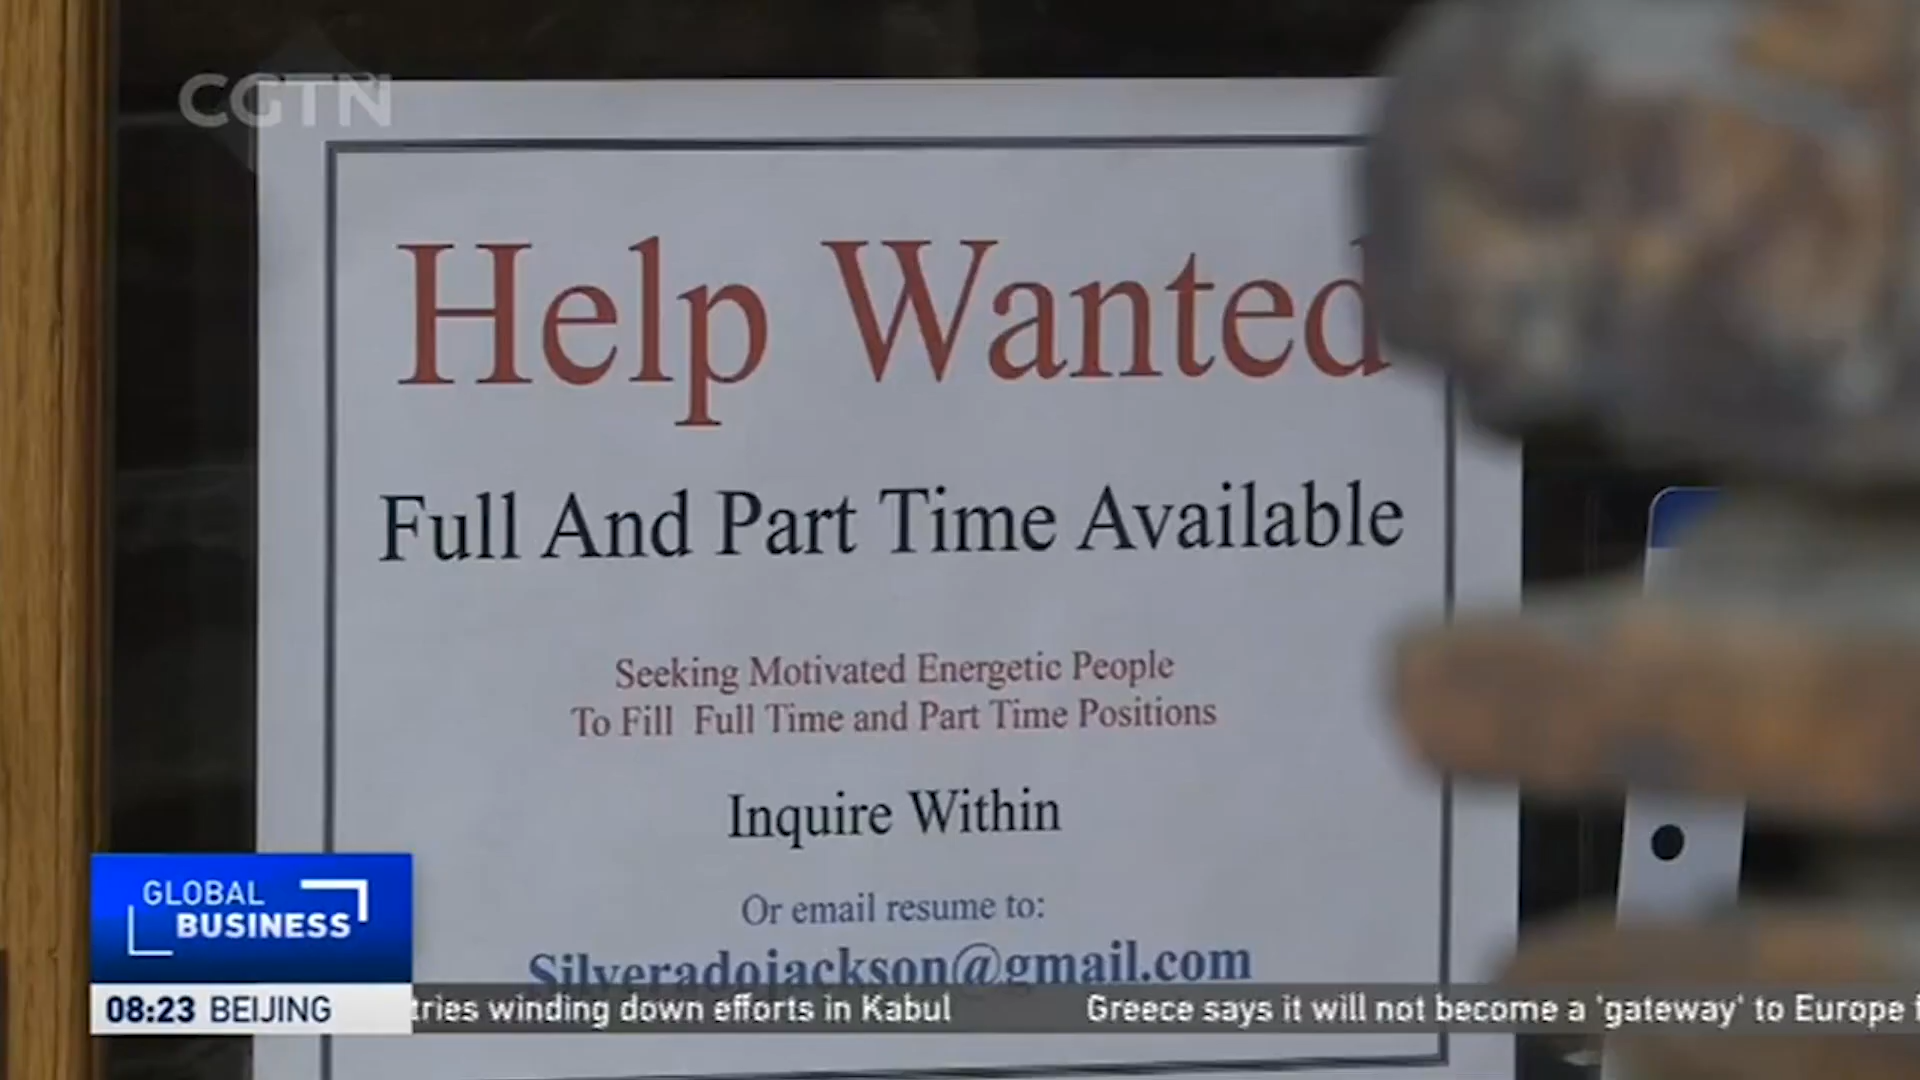 CGTN
Help Wanted
Full And Part Time Available
Seeking Motivated Energetic People
To Fill Full Time and Part Time Positions
Inquire Within
Or email resume to:
Silveradojackson@gmail.com
GLOBAL
BUSINESS
08:23 BEIJING
tries winding down efforts in Kabul Greece says it will not become a 'gateway' to Europe